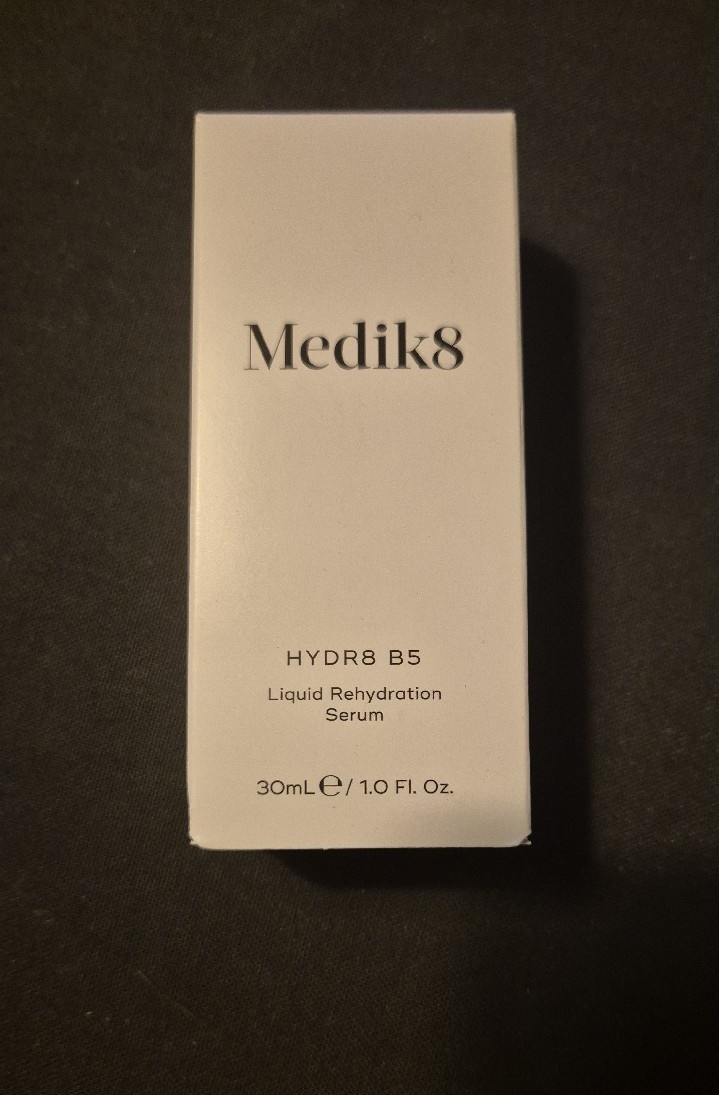 Medik8
HYDR8 B5
Liquid Rehydration
Serum
30mL℮/ 1.0 Fl. Oz.